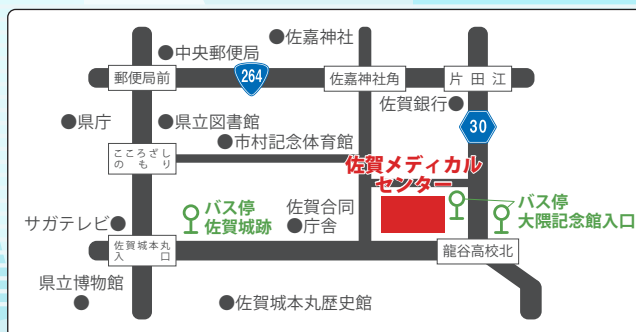 佐嘉神社
中央郵便局
郵便局前
264
佐嘉神社角
片田江
佐賀銀行
30
県庁
県立図書館
市村記念体育館
こころざし
のもり
佐賀メディカル
センター
バス停
佐賀城跡
佐賀合同
庁舎
バス停
大隈記念館入口
サガテレビ
佐賀城本丸
入口
龍谷高校北
県立博物館
佐賀城本丸歴史館